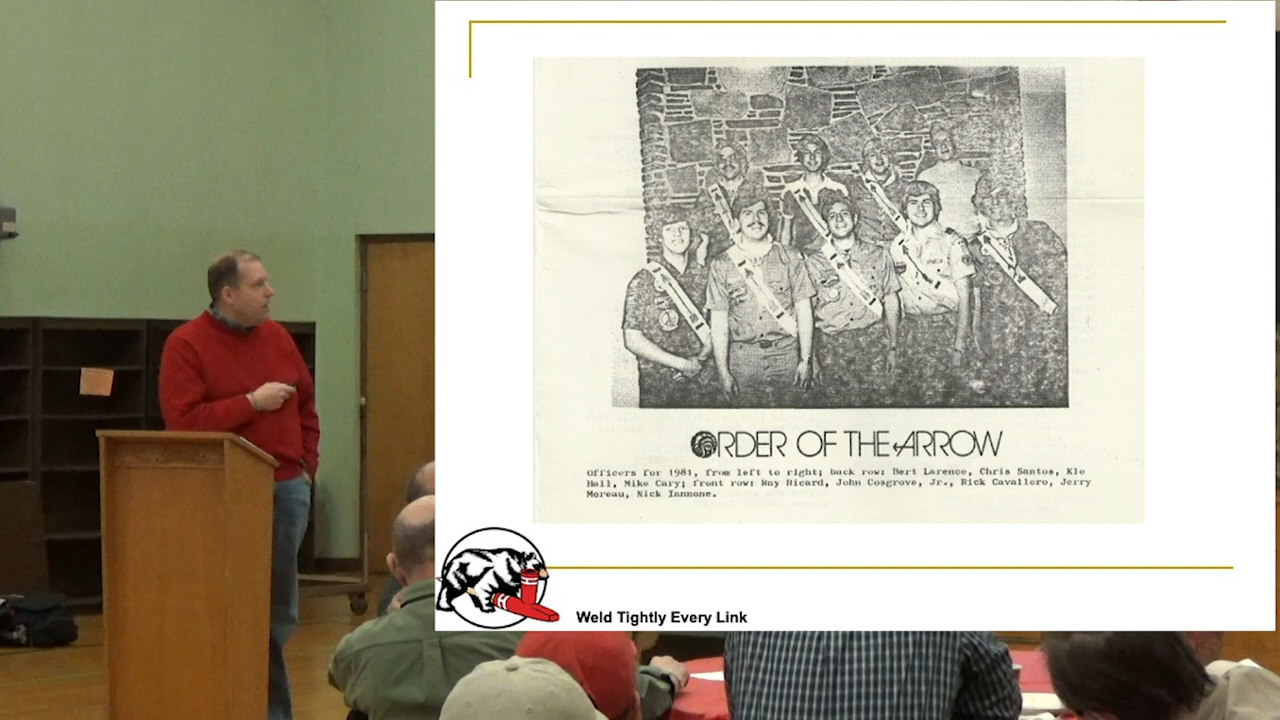 ORDER OF THE ARROW
Officers for 1981, from left to right; back row: Bert Larence, Chris Santos, Kle
Hall, Mike Cary; front row: Ray Ricard, John Cosgrove, Jr., Rick Cavalloro, Jerry
Moreau, Nick Iannone.
Weld Tightly Every Link